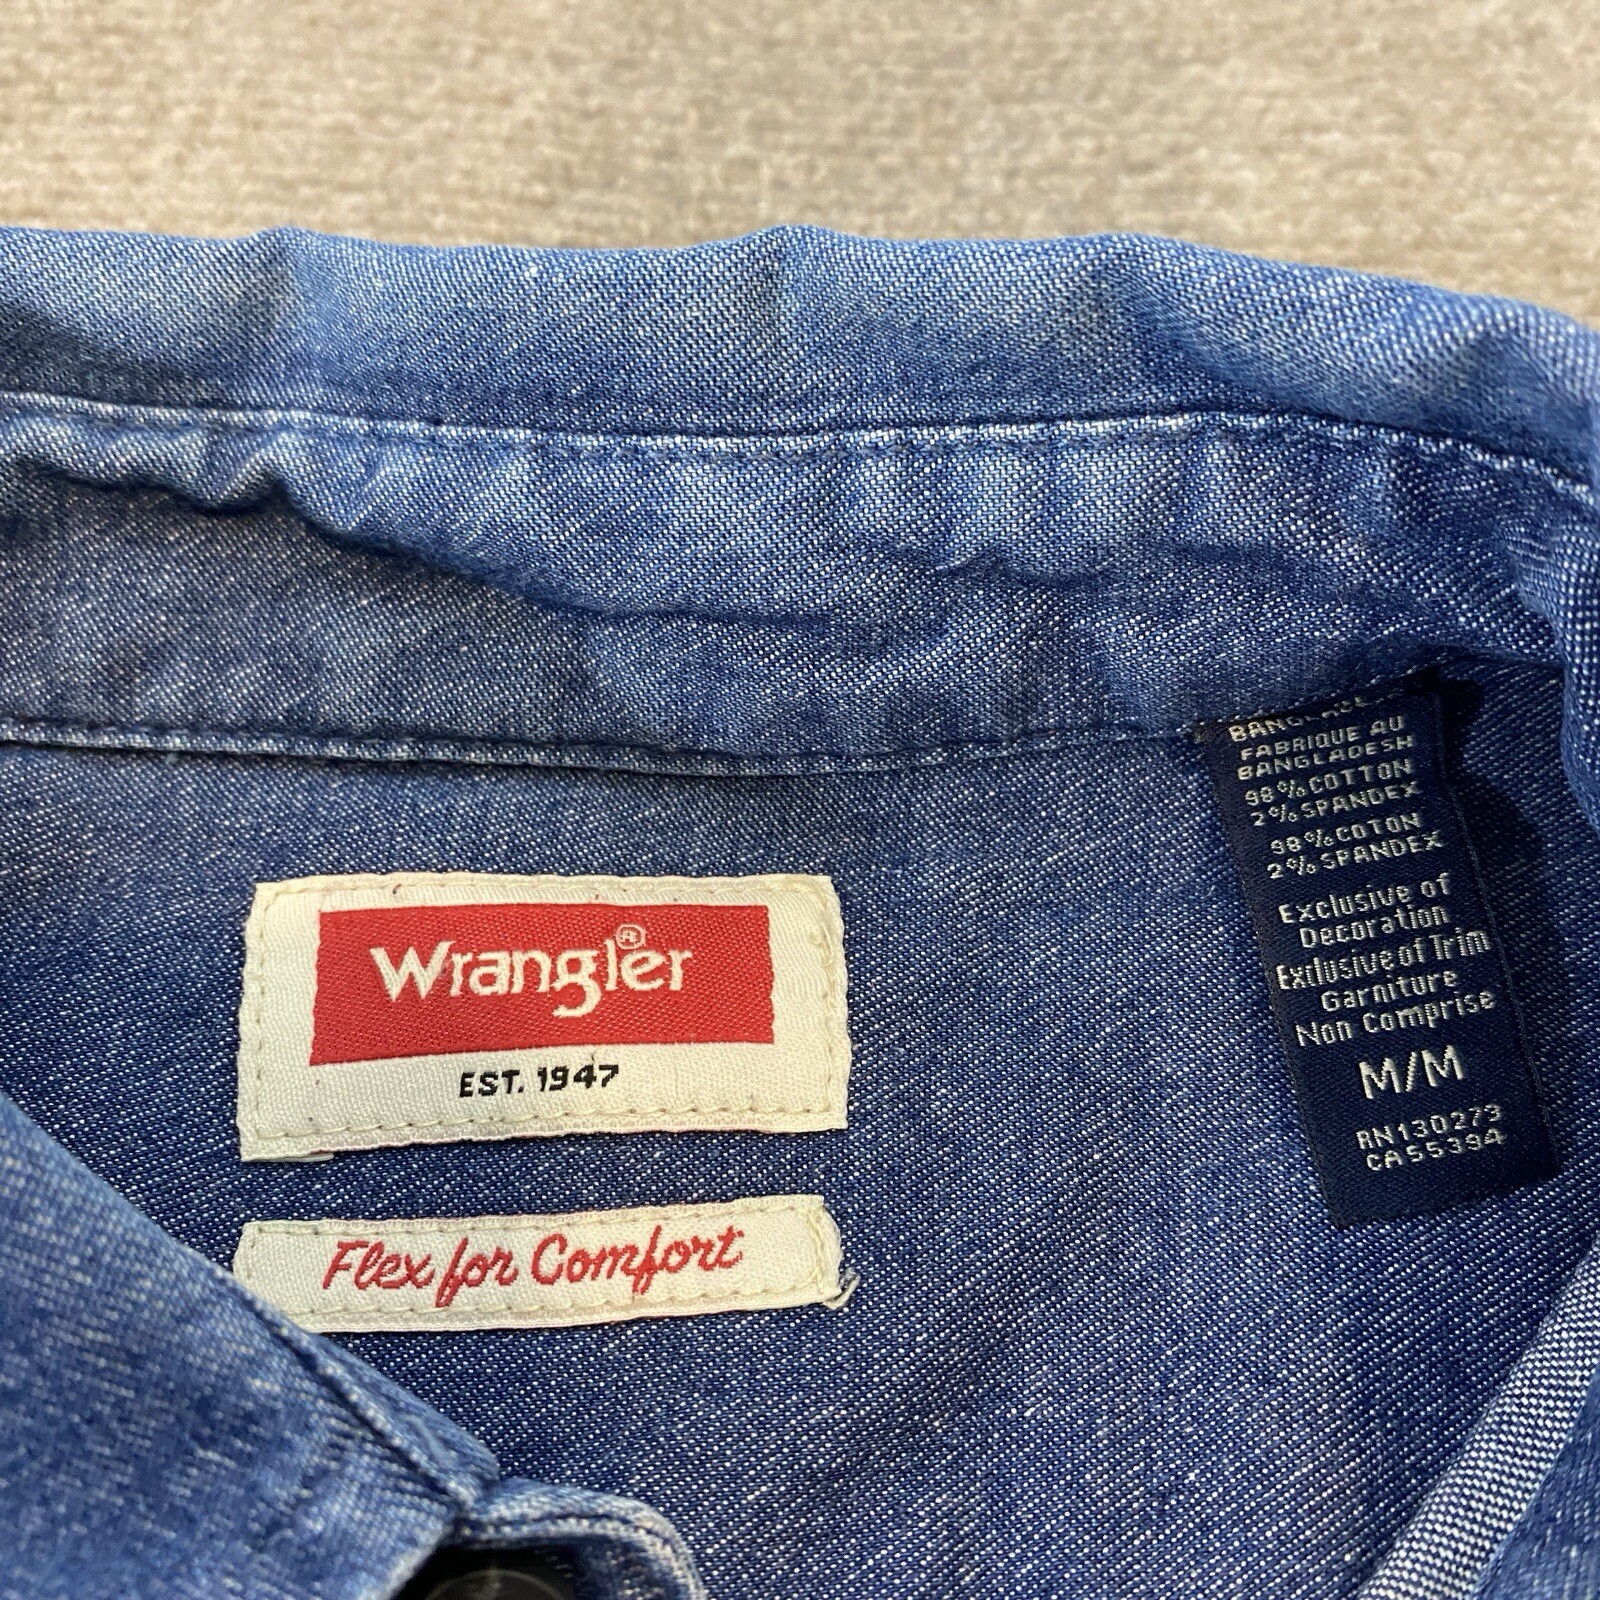 Wrangler®
EST. 1947
Flex for Comfort
BANGLADESH
FABRIQUE AU
BANGLADESH
98% COTTON
2% SPANDEX
98% COTON
2% SPANDEX
Exclusive of
Decoration
Exclusive of Trim
Garniture
Non Comprise
M/M
RN130273
CA55394